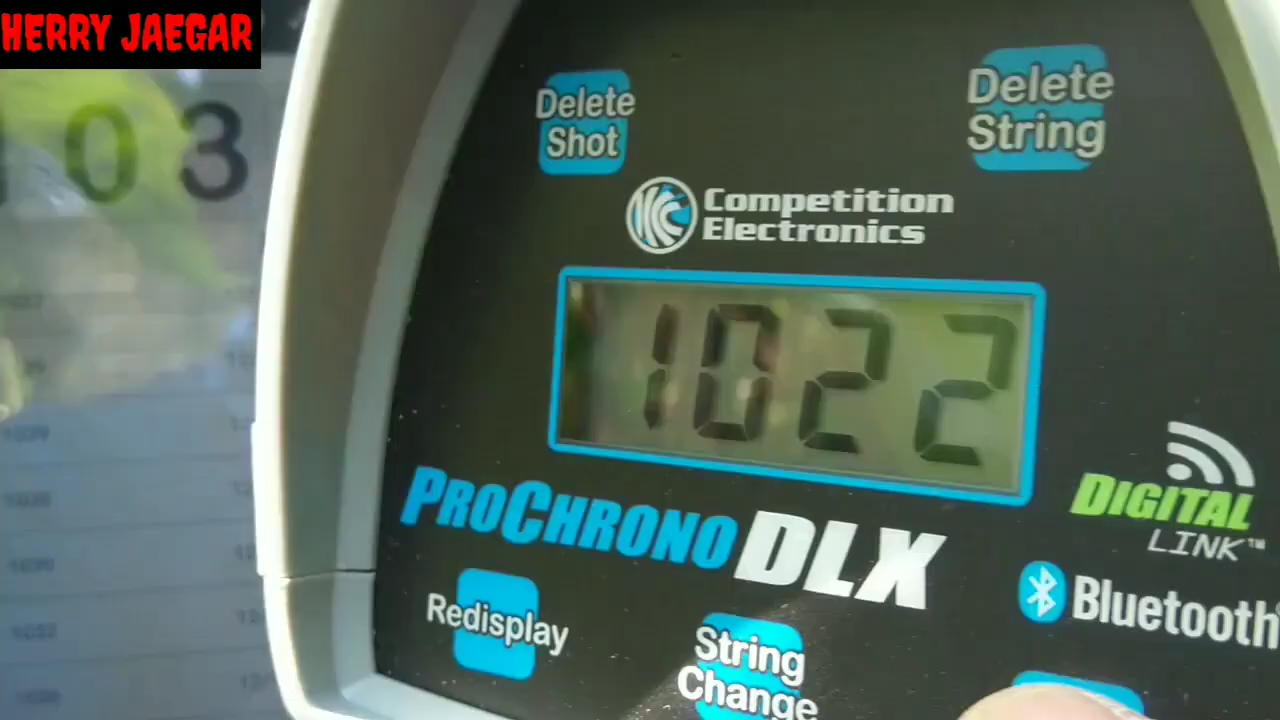 HERRY JAEGAR
03
Delete
Shot
Delete
String
Competition
Electronics
1022
PROCHRONO DLX
DIGITAL
LINK™
Bluetooth
Redisplay
String
Change